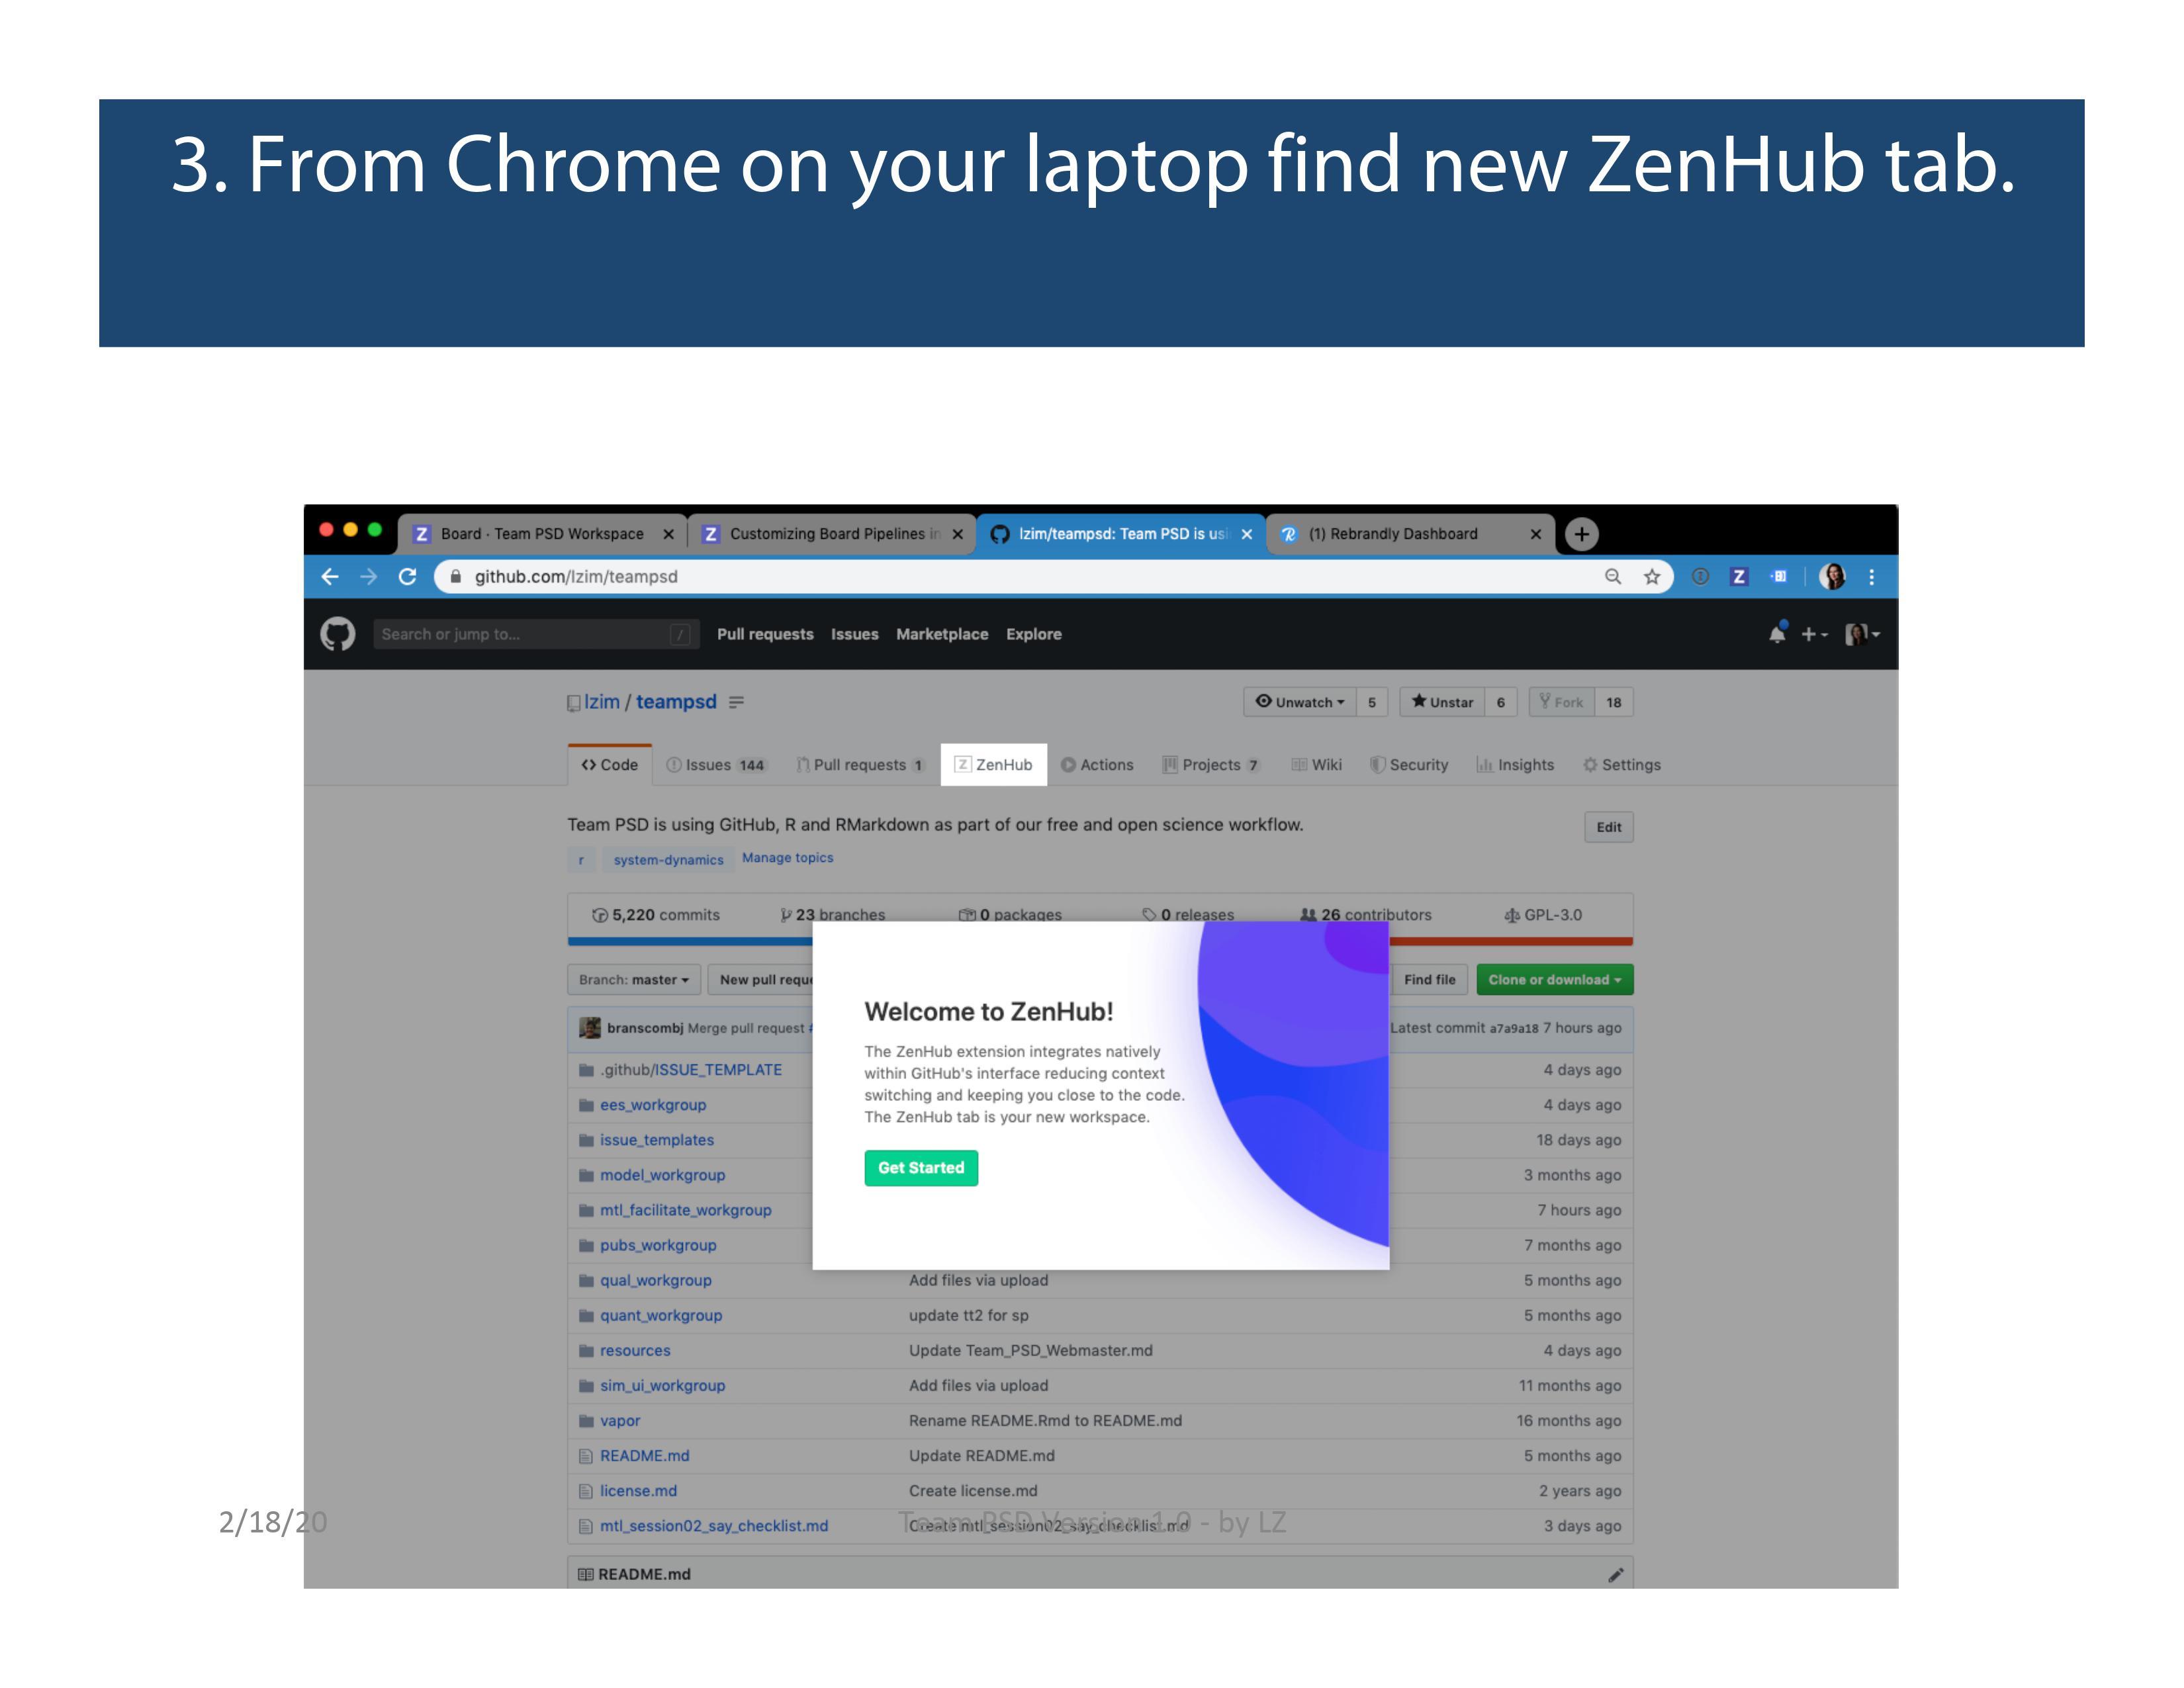 3. From Chrome on your laptop find new ZenHub tab.
Board · Team PSD Workspace
Customizing Board Pipelines in
lzim/teampsd: Team PSD is usi
(1) Rebrandly Dashboard
github.com/lzim/teampsd
Search or jump to... /
Pull requests Issues Marketplace Explore
lzim / teampsd
Unwatch 5 Unstar 6 Fork 18
Code Issues 144 Pull requests 1 ZenHub Actions Projects 7 Wiki Security Insights Settings
Team PSD is using GitHub, R and RMarkdown as part of our free and open science workflow.
Edit
r system-dynamics Manage topics
5,220 commits 23 branches 0 packages 0 releases 26 contributors GPL-3.0
Branch: master New pull reque Find file Clone or download
branscombj Merge pull request # Latest commit a7a9a18 7 hours ago
.github/ISSUE_TEMPLATE 4 days ago
ees_workgroup 4 days ago
issue_templates 18 days ago
model_workgroup 3 months ago
mtl_facilitate_workgroup 7 hours ago
pubs_workgroup 7 months ago
qual_workgroup Add files via upload 5 months ago
quant_workgroup update tt2 for sp 5 months ago
resources Update Team_PSD_Webmaster.md 4 days ago
sim_ui_workgroup Add files via upload 11 months ago
vapor Rename README.Rmd to README.md 16 months ago
README.md Update README.md 5 months ago
license.md Create license.md 2 years ago
mtl_session02_say_checklist.md Create mtl_session02_say_checklist.md 3 days ago
README.md
Welcome to ZenHub!
The ZenHub extension integrates natively
within GitHub's interface reducing context
switching and keeping you close to the code.
The ZenHub tab is your new workspace.
Get Started
2/18/20
Team PSD Version 1.0 - by LZ